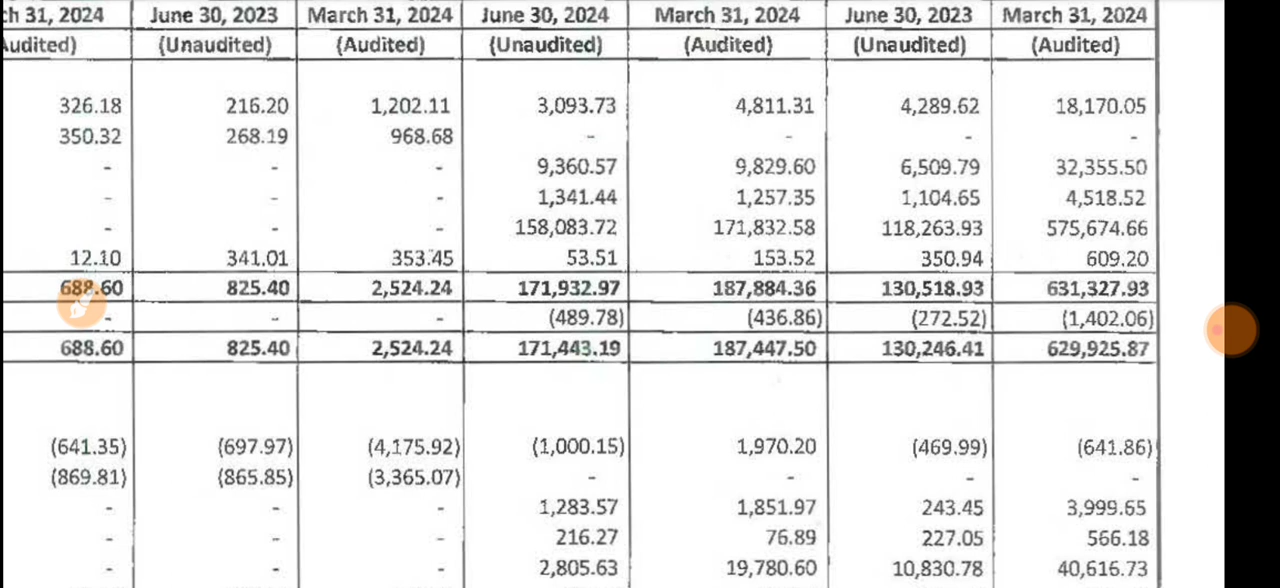 ch 31, 2024 June 30, 2023 March 31, 2024 June 30, 2024 March 31, 2024 June 30, 2023 March 31, 2024
Audited) (Unaudited) (Audited) (Unaudited) (Audited) (Unaudited) (Audited)
326.18 216.20 1,202.11 3,093.73 4,811.31 4,289.62 18,170.05
350.32 268.19 968.68 - - - -
- - - 9,360.57 9,829.60 6,509.79 32,355.50
- - - 1,341.44 1,257.35 1,104.65 4,518.52
- - - 158,083.72 171,832.58 118,263.93 575,674.66
12.10 341.01 353.45 53.51 153.52 350.94 609.20
688.60 825.40 2,524.24 171,932.97 187,884.36 130,518.93 631,327.93
- - - (489.78) (436.86) (272.52) (1,402.06)
688.60 825.40 2,524.24 171,443.19 187,447.50 130,246.41 629,925.87
(641.35) (697.97) (4,175.92) (1,000.15) 1,970.20 (469.99) (641.86)
(869.81) (865.85) (3,365.07) - - - -
- - - 1,283.57 1,851.97 243.45 3,999.65
- - - 216.27 76.89 227.05 566.18
- - - 2,805.63 19,780.60 10,830.78 40,616.73